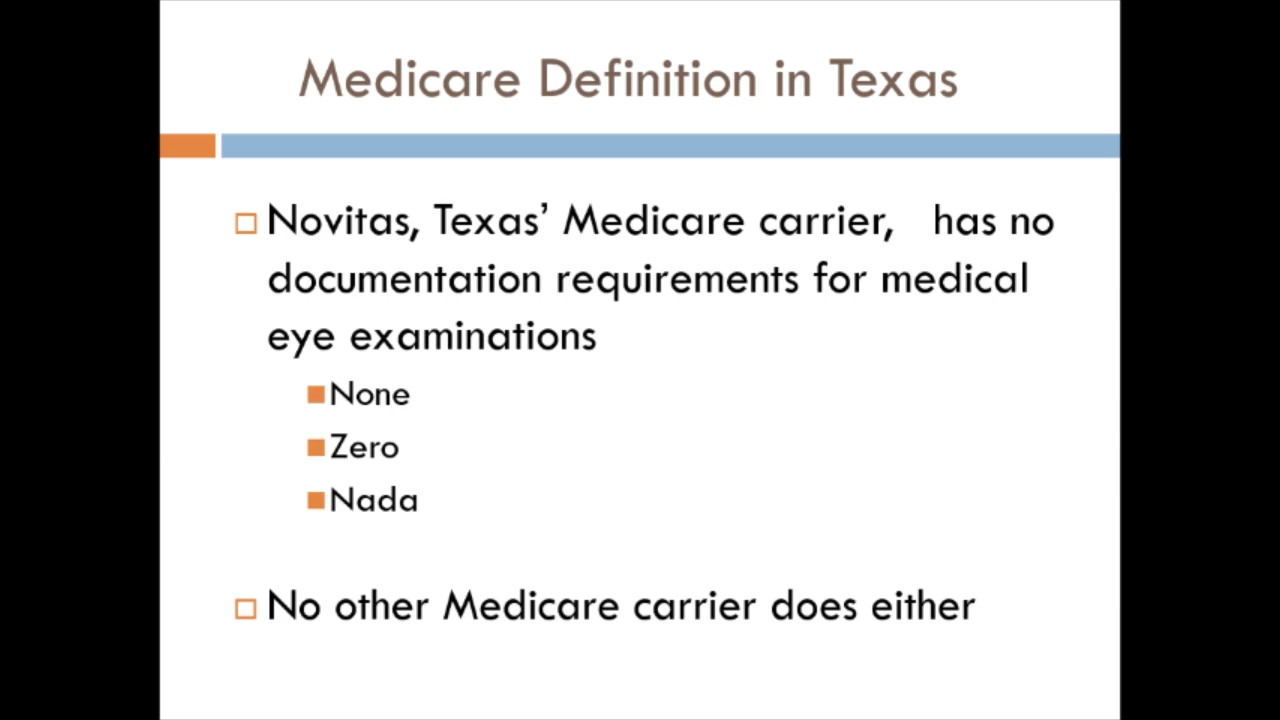 Medicare Definition in Texas
Novitas, Texas’ Medicare carrier, has no
documentation requirements for medical
eye examinations
None
Zero
Nada
No other Medicare carrier does either